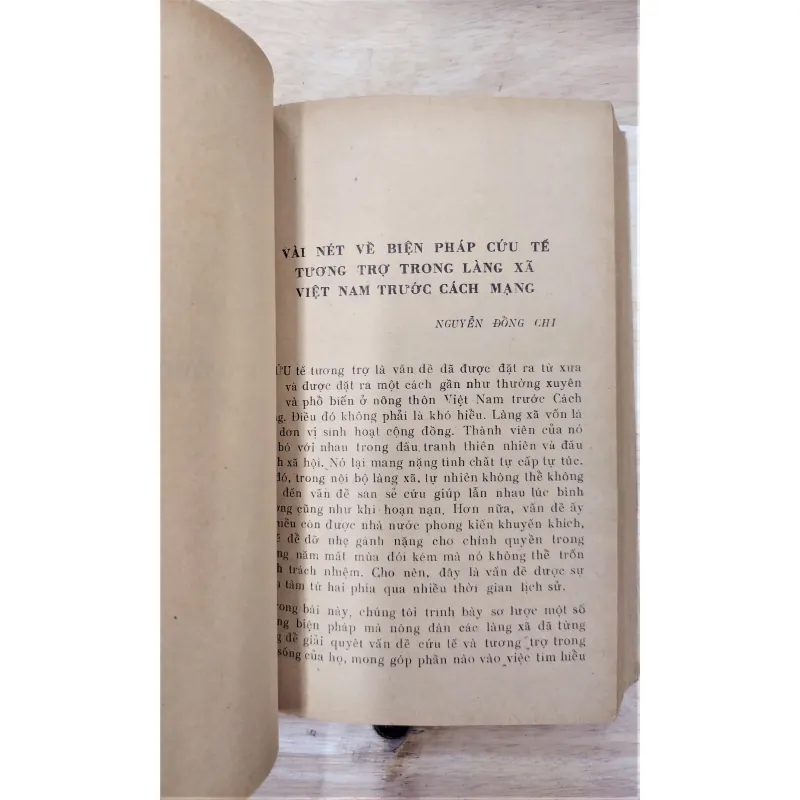 VÀI NÉT VỀ BIỆN PHÁP CỨU TẾ
TƯƠNG TRỢ TRONG LÀNG XÃ
VIỆT NAM TRƯỚC CÁCH MẠNG
NGUYỄN ĐỒNG CHI
tế tương trợ là vấn đề đã được đặt ra từ xưa
và được đặt ra một cách gần như thường xuyên
và phổ biến ở nông thôn Việt Nam trước Cách
Điều đó không phải là khó hiểu. Làng xã vốn là
đơn vị sinh hoạt cộng đồng. Thành viên của nó
bó với nhau trong đấu tranh thiên nhiên và đấu
xã hội. Nó lại mang nặng tính chất tự cấp tự túc.
trong nội bộ làng xã, tự nhiên không thể không
đến vấn đề san sẻ cứu giúp lẫn nhau lúc bình
cũng như khi hoạn nạn. Hơn nữa, vấn đề ấy
còn được nhà nước phong kiến khuyến khích,
để đỡ nhẹ gánh nặng cho chính quyền trong
năm mất mùa đói kém mà nó không thể trốn
trách nhiệm. Cho nên, đây là vấn đề được sự
tâm từ hai phía qua nhiều thời gian lịch sử.
bài này, chúng tôi trình bày sơ lược một số
biện pháp mà nông dân các làng xã đã từng
để giải quyết vấn đề cứu tế và tương trợ trong
sống của họ, mong góp phần nào vào việc tìm hiểu